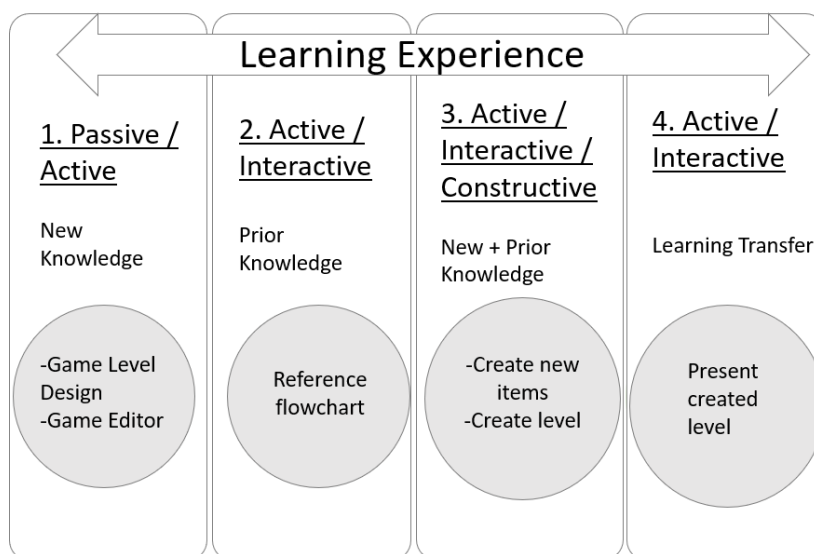 Learning Experience
1. Passive /
Active
New
Knowledge
-Game Level
Design
-Game Editor
2. Active /
Interactive
Prior
Knowledge
Reference
flowchart
3. Active /
Interactive /
Constructive
New + Prior
Knowledge
-Create new
items
-Create level
4. Active /
Interactive
Learning Transfer
Present
created
level